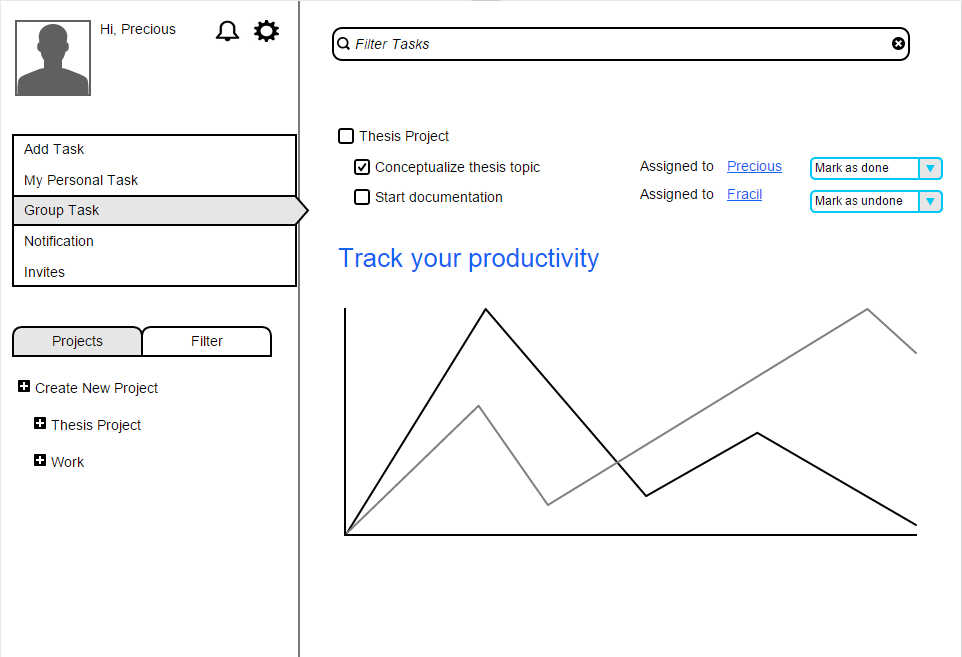 Hi, Precious
Add Task
My Personal Task
Group Task
Notification
Invites
Projects
Filter
Create New Project
Thesis Project
Work
Filter Tasks
Thesis Project
Conceptualize thesis topic Assigned to Precious Mark as done
Start documentation Assigned to Fracil Mark as undone
Track your productivity